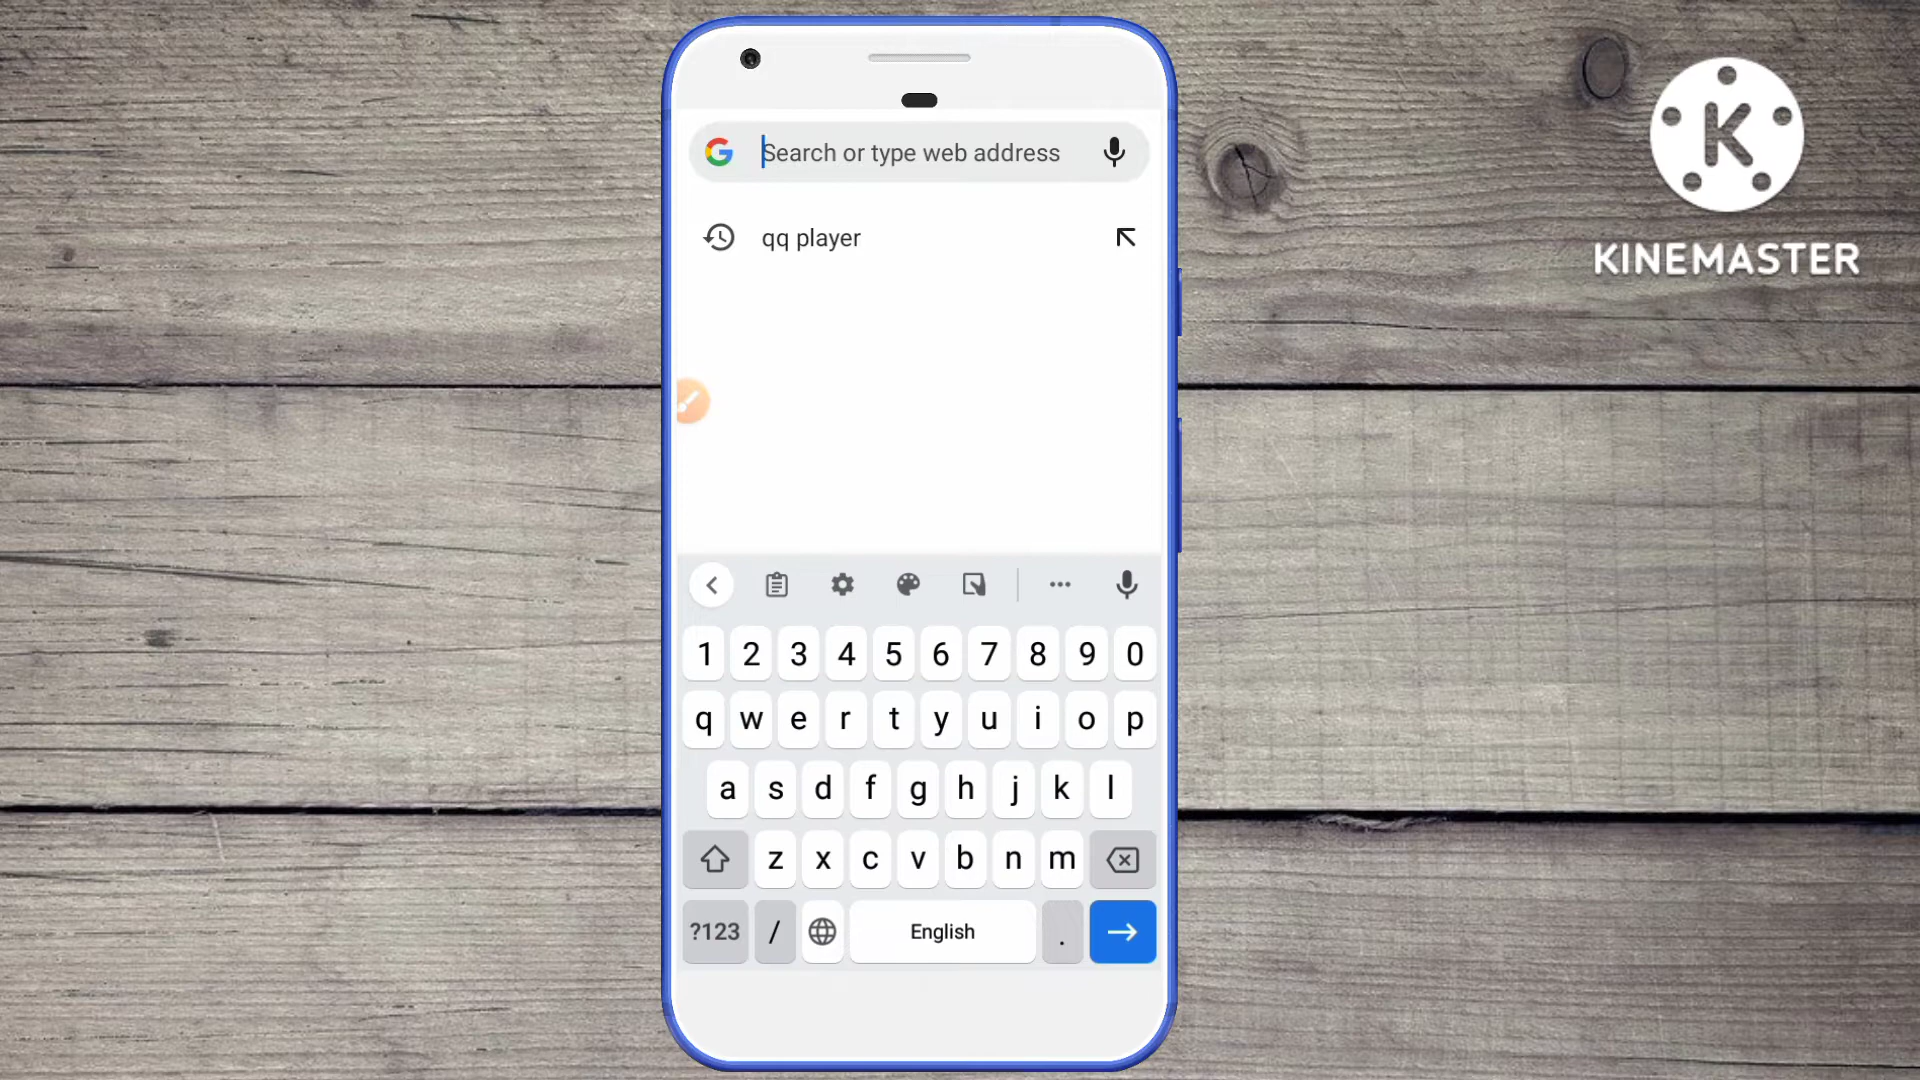 Search or type web address
KINEMASTER
qq player
1 2 3 4 5 6 7 8 9 0
q w e r t y u i o p
a s d f g h j k l
z x c v b n m
?123 / English .